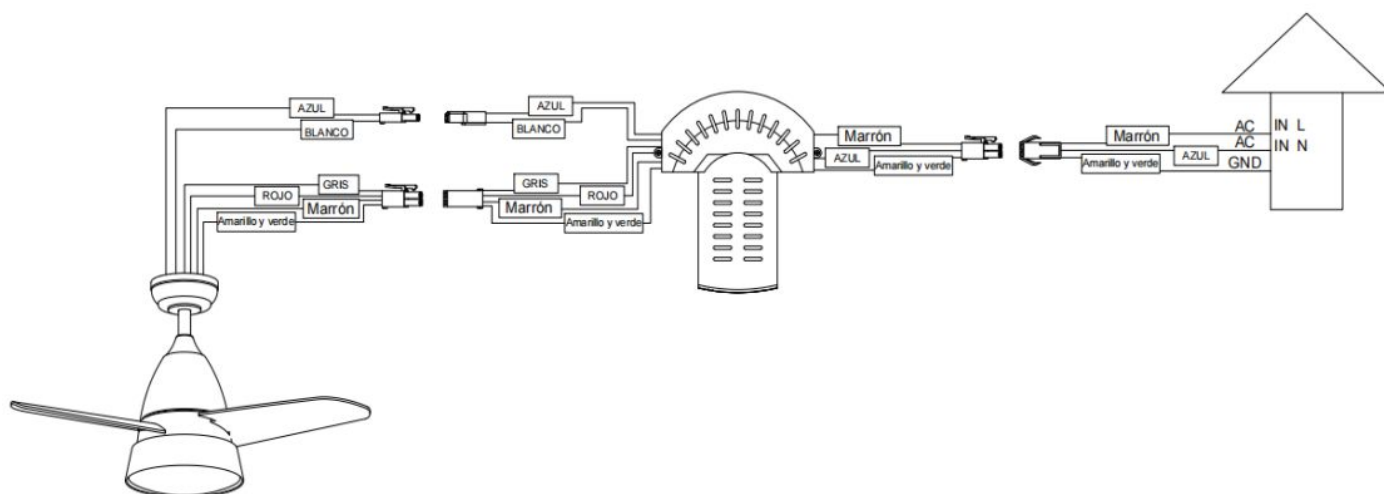 AZUL
BLANCO
GRIS
ROJO
Marrón
Amarillo y verde
AZUL
BLANCO
GRIS
ROJO
Marrón
Amarillo y verde
Marrón
AZUL
Amarillo y verde
Marrón
AZUL
Amarillo y verde
AC IN L
AC IN N
GND